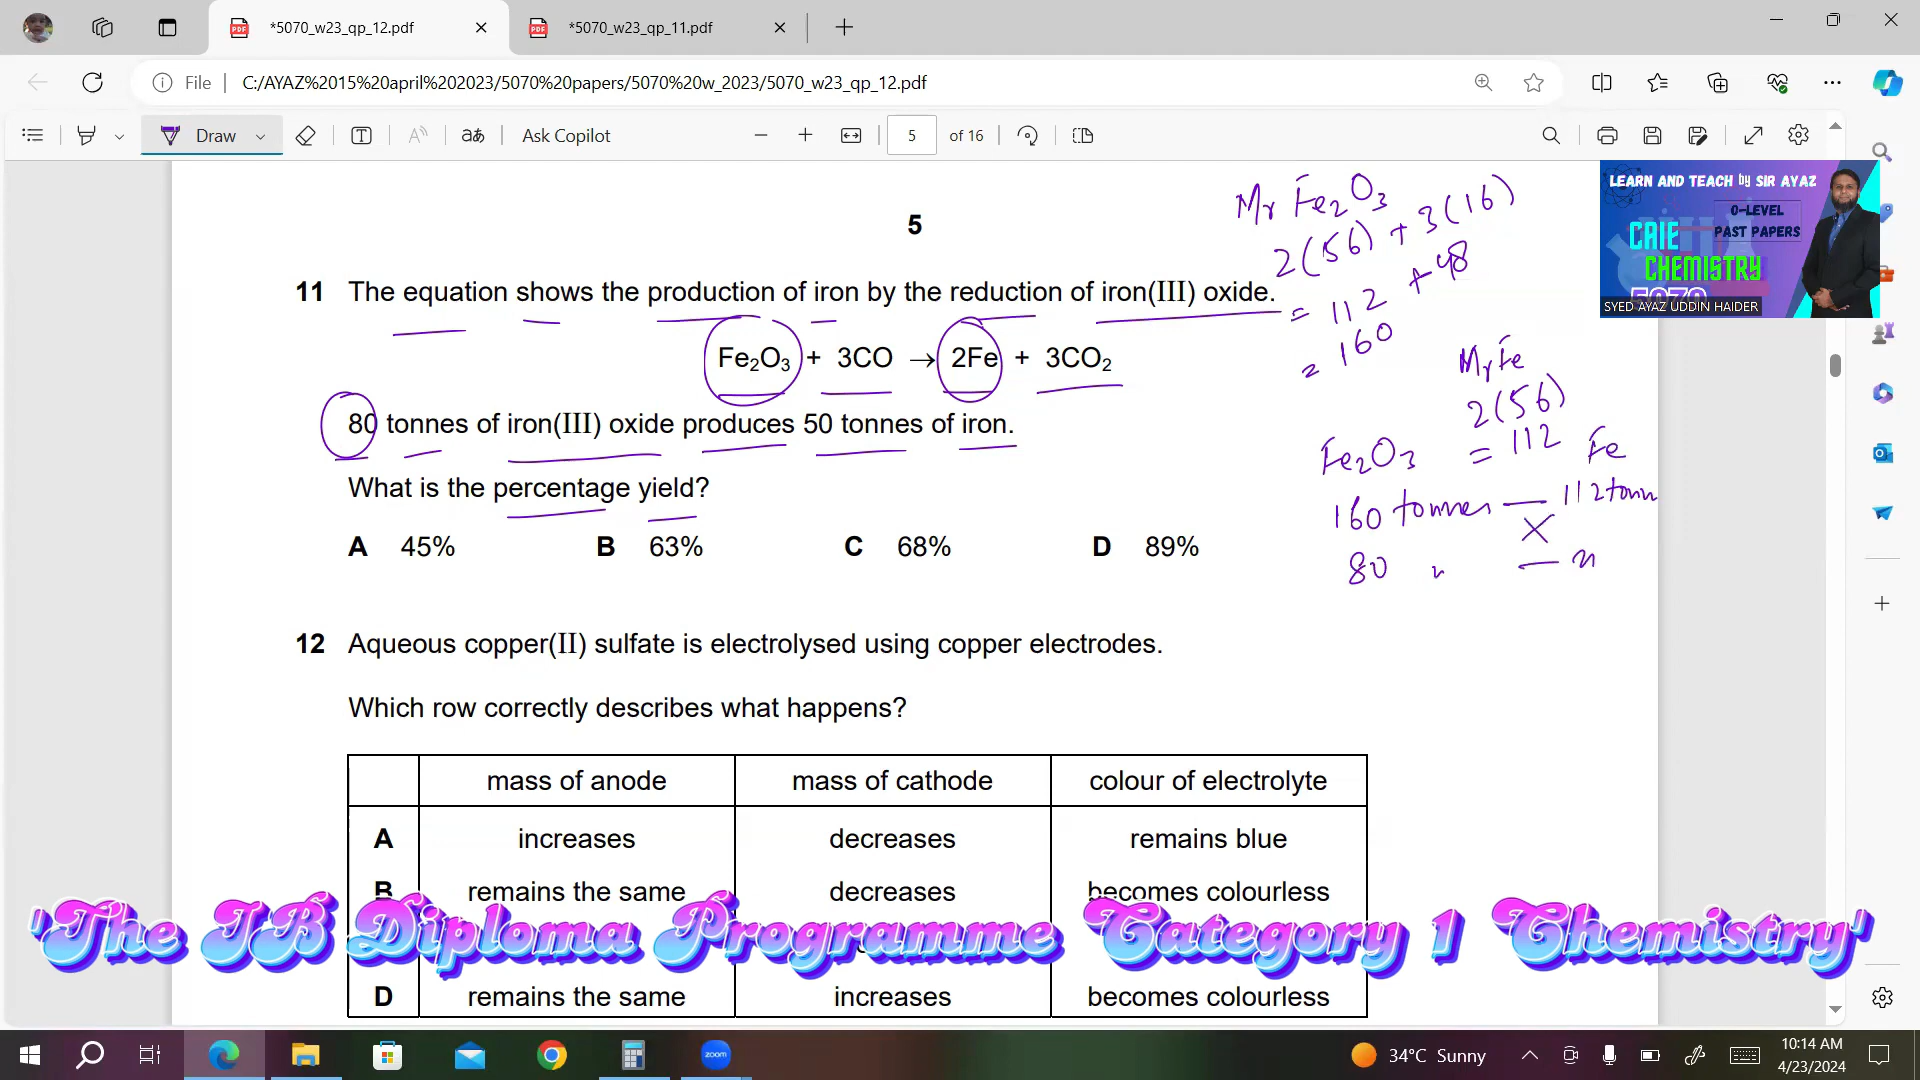 *5070_w23_qp_12.pdf
*5070_w23_qp_11.pdf
File
C:/AYAZ%2015%20april%202023/5070%20papers/5070%20w_2023/5070_w23_qp_12.pdf
Draw
aあ
Ask Copilot
5
of 16
LEARN AND TEACH by SIR AYAZ
O-LEVEL
PAST PAPERS
CAIE
CHEMISTRY
5070
SYED AYAZ UDDIN HAIDER
5
Mr Fe₂O₃
2(56) + 3(16)
= 112 + 48
= 160
11 The equation shows the production of iron by the reduction of iron(III) oxide.
Fe₂O₃ + 3CO → 2Fe + 3CO₂
Mr Fe
2(56)
= 112
80 tonnes of iron(III) oxide produces 50 tonnes of iron.
What is the percentage yield?
Fe₂O₃ Fe
160 tonnes — 112 tonn
X
80 " — x
A 45% B 63% C 68% D 89%
12 Aqueous copper(II) sulfate is electrolysed using copper electrodes.
Which row correctly describes what happens?
mass of anode mass of cathode colour of electrolyte
A increases decreases remains blue
B remains the same decreases becomes colourless
'The IB Diploma Programme Category 1 Chemistry'
D remains the same increases becomes colourless
zoom
34°C Sunny
10:14 AM
4/23/2024